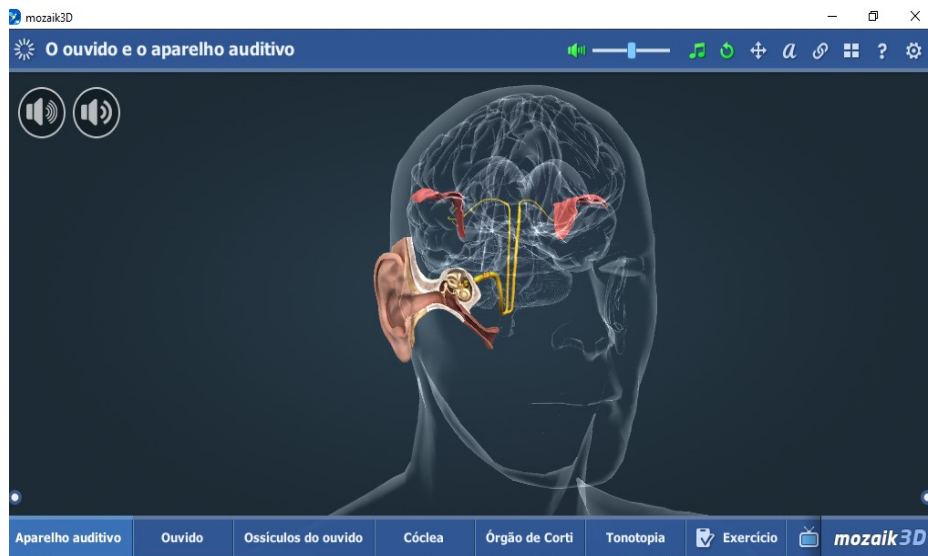 mozaik3D
O ouvido e o aparelho auditivo
a
?
Aparelho auditivo
Ouvido
Ossículos do ouvido
Cóclea
Órgão de Corti
Tonotopia
Exercício
mozaik3D